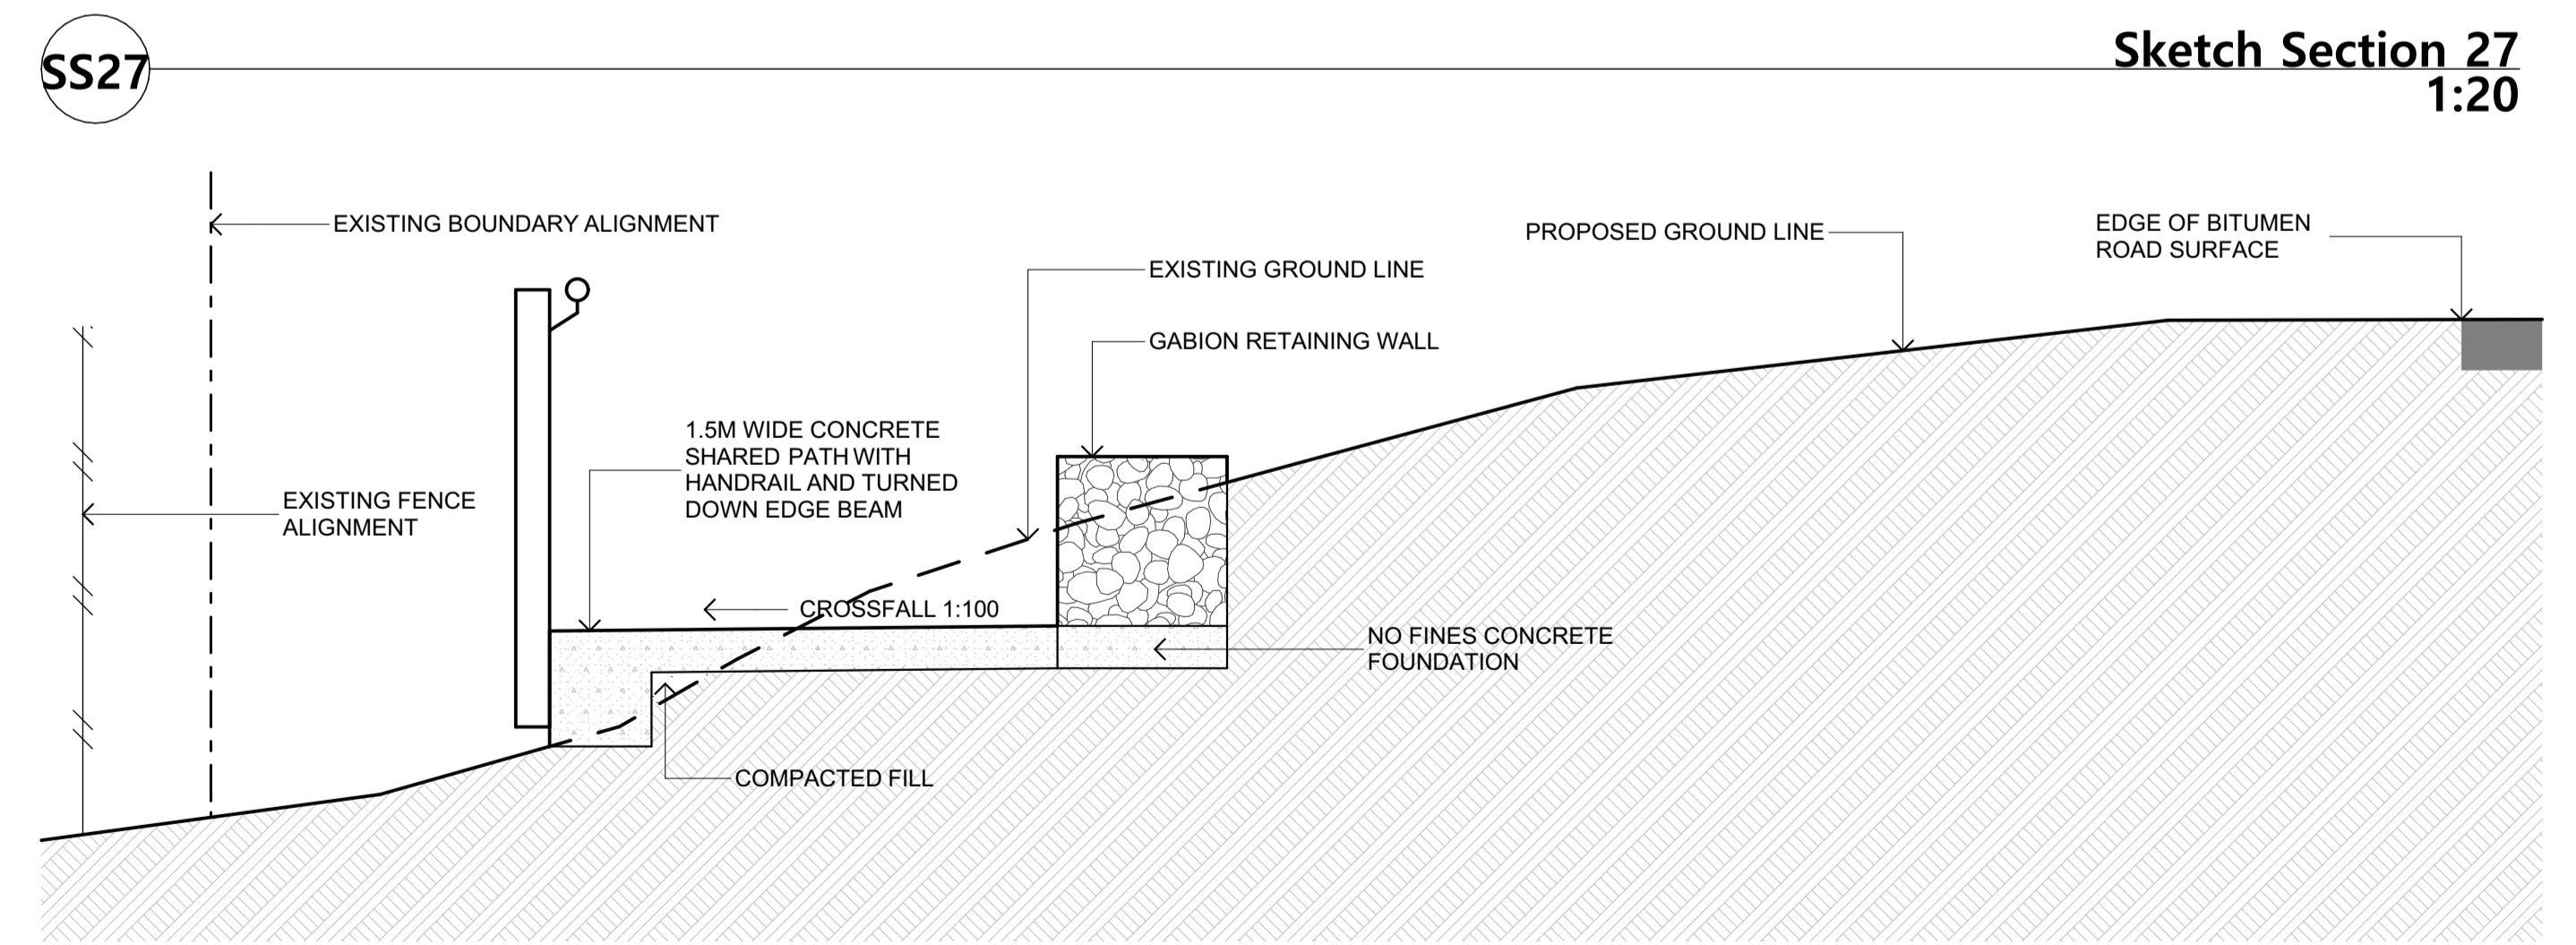 SS27
Sketch Section 27
1:20
EXISTING BOUNDARY ALIGNMENT
PROPOSED GROUND LINE
EDGE OF BITUMEN
ROAD SURFACE
EXISTING GROUND LINE
GABION RETAINING WALL
1.5M WIDE CONCRETE
SHARED PATH WITH
HANDRAIL AND TURNED
DOWN EDGE BEAM
EXISTING FENCE
ALIGNMENT
CROSSFALL 1:100
NO FINES CONCRETE
FOUNDATION
COMPACTED FILL